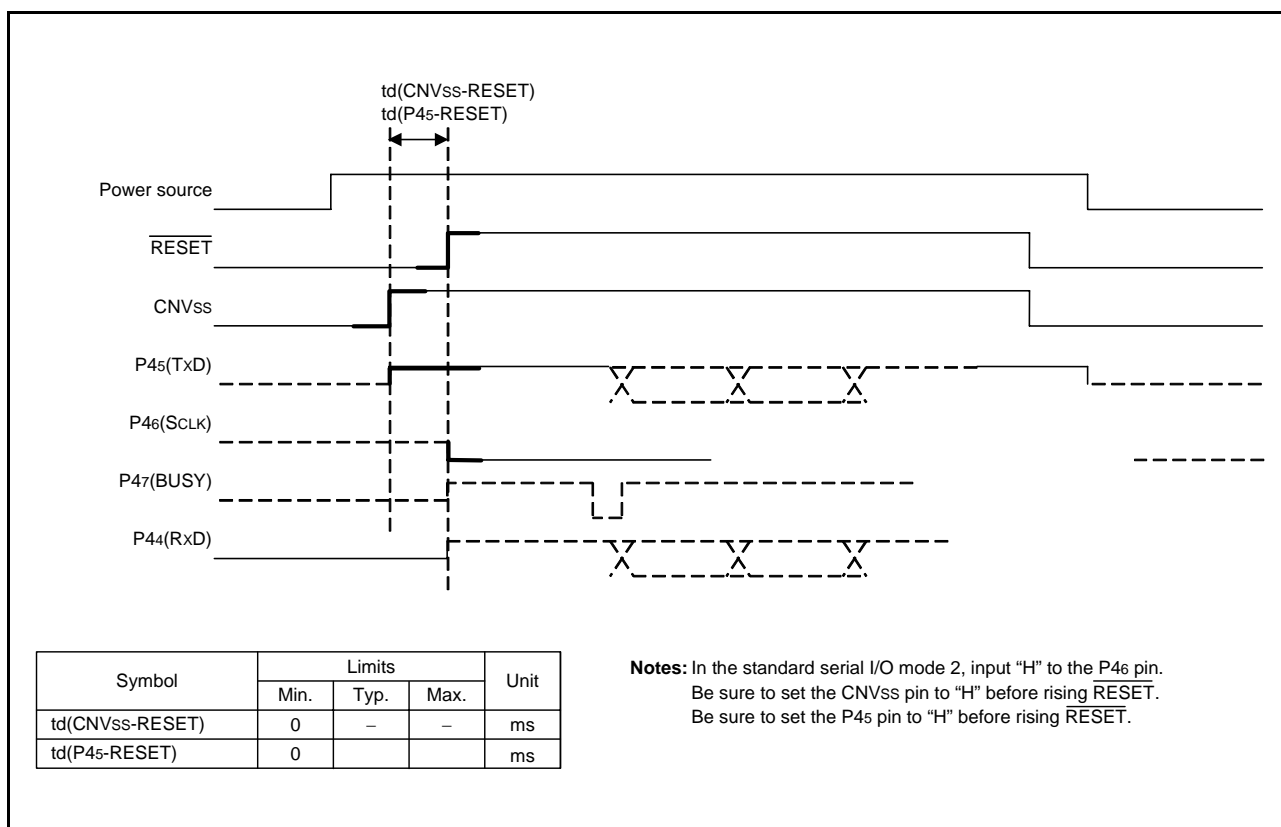 td(CNVss-RESET)
td(P45-RESET)
Power source
RESET
CNVss
P45(TxD)
P46(SCLK)
P47(BUSY)
P44(RxD)
Symbol Limits Unit
Min. Typ. Max.
td(CNVss-RESET) 0 – – ms
td(P45-RESET) 0 ms
Notes: In the standard serial I/O mode 2, input “H” to the P46 pin.
Be sure to set the CNVss pin to “H” before rising RESET.
Be sure to set the P45 pin to “H” before rising RESET.